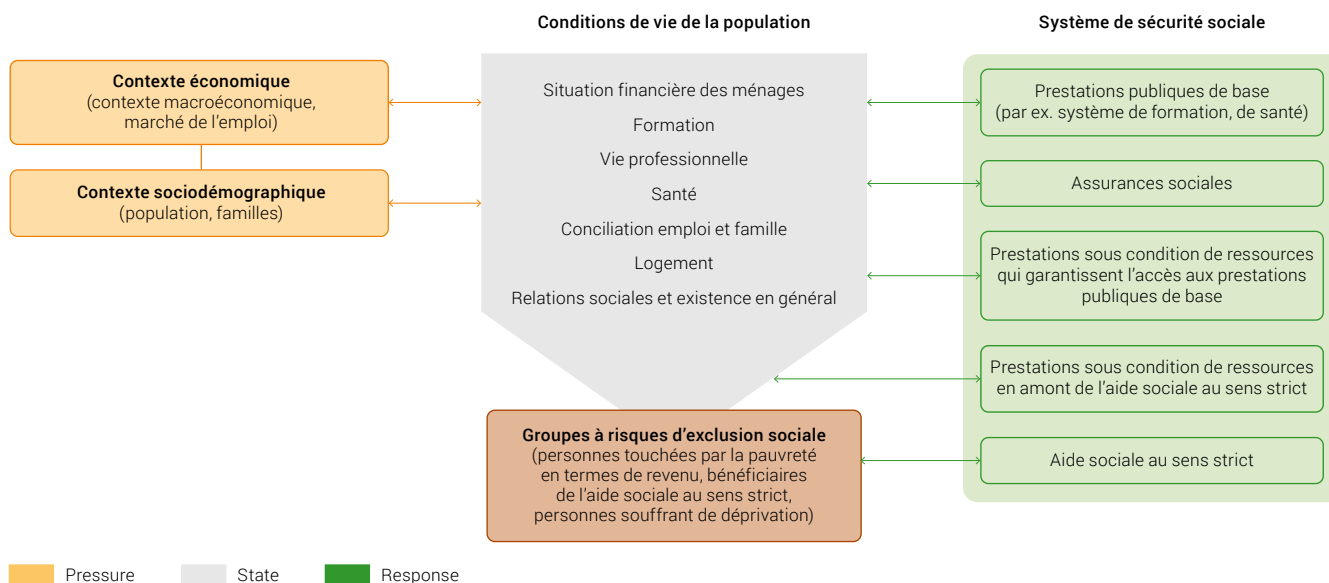 Conditions de vie de la population
Système de sécurité sociale
Contexte économique
(contexte macroéconomique,
marché de l'emploi)
Contexte sociodémographique
(population, familles)
Situation financière des ménages
Formation
Vie professionnelle
Santé
Conciliation emploi et famille
Logement
Relations sociales et existence en général
Groupes à risques d'exclusion sociale
(personnes touchées par la pauvreté
en termes de revenu, bénéficiaires
de l'aide sociale au sens strict,
personnes souffrant de déprivation)
Prestations publiques de base
(par ex. système de formation, de santé)
Assurances sociales
Prestations sous condition de ressources
qui garantissent l'accès aux prestations
publiques de base
Prestations sous condition de ressources
en amont de l'aide sociale au sens strict
Aide sociale au sens strict
Pressure
State
Response